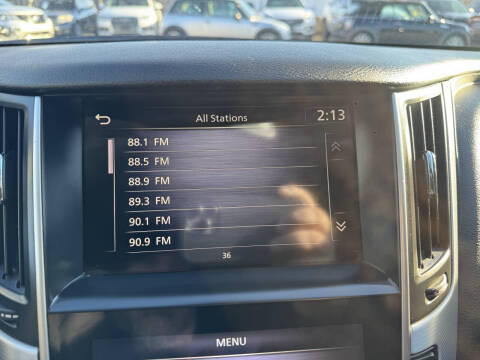 All Stations
2:13
88.1 FM
88.5 FM
88.9 FM
89.3 FM
90.1 FM
90.9 FM
36
MENU